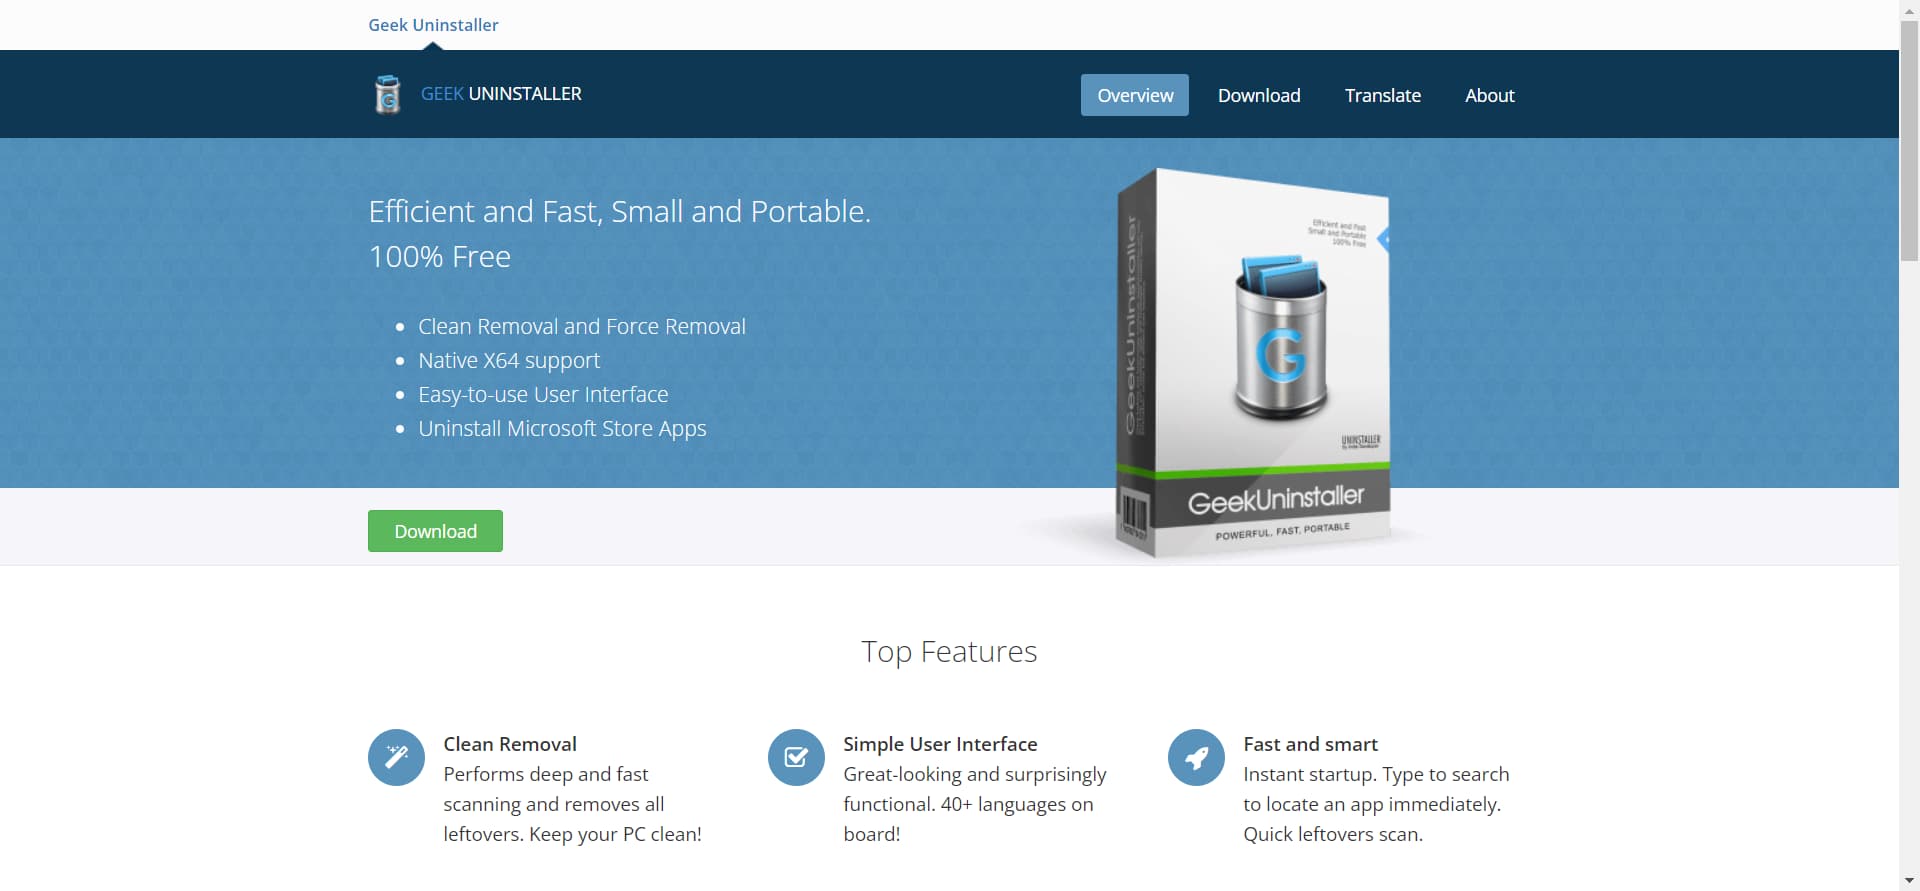 Geek Uninstaller
GEEK UNINSTALLER
Overview
Download
Translate
About
Efficient and Fast, Small and Portable.
100% Free
Clean Removal and Force Removal
Native X64 support
Easy-to-use User Interface
Uninstall Microsoft Store Apps
Download
GeekUninstaller
Efficient and Fast
Small and Portable
100% Free
G
UNINSTALLER
GeekUninstaller
POWERFUL, FAST, PORTABLE
Top Features
Clean Removal
Performs deep and fast
scanning and removes all
leftovers. Keep your PC clean!
Simple User Interface
Great-looking and surprisingly
functional. 40+ languages on
board!
Fast and smart
Instant startup. Type to search
to locate an app immediately.
Quick leftovers scan.